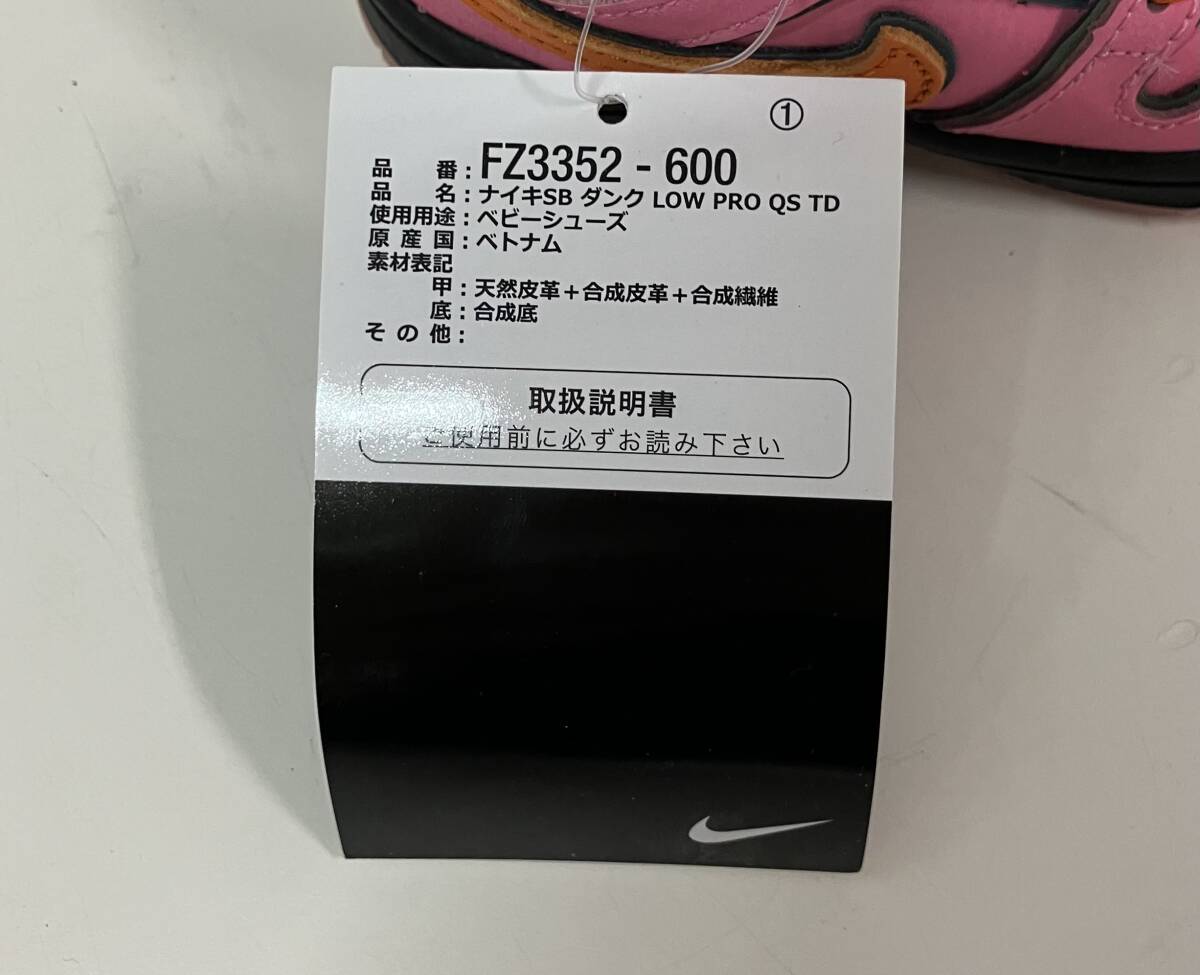 ①
品 番 : FZ3352 - 600
品 名 : ナイキSB ダンク LOW PRO QS TD
使用用途 : ベビーシューズ
原 産 国 : ベトナム
素材表記
甲 : 天然皮革+合成皮革+合成繊維
底 : 合成底
そ の 他 :
取扱説明書
ご使用前に必ずお読み下さい